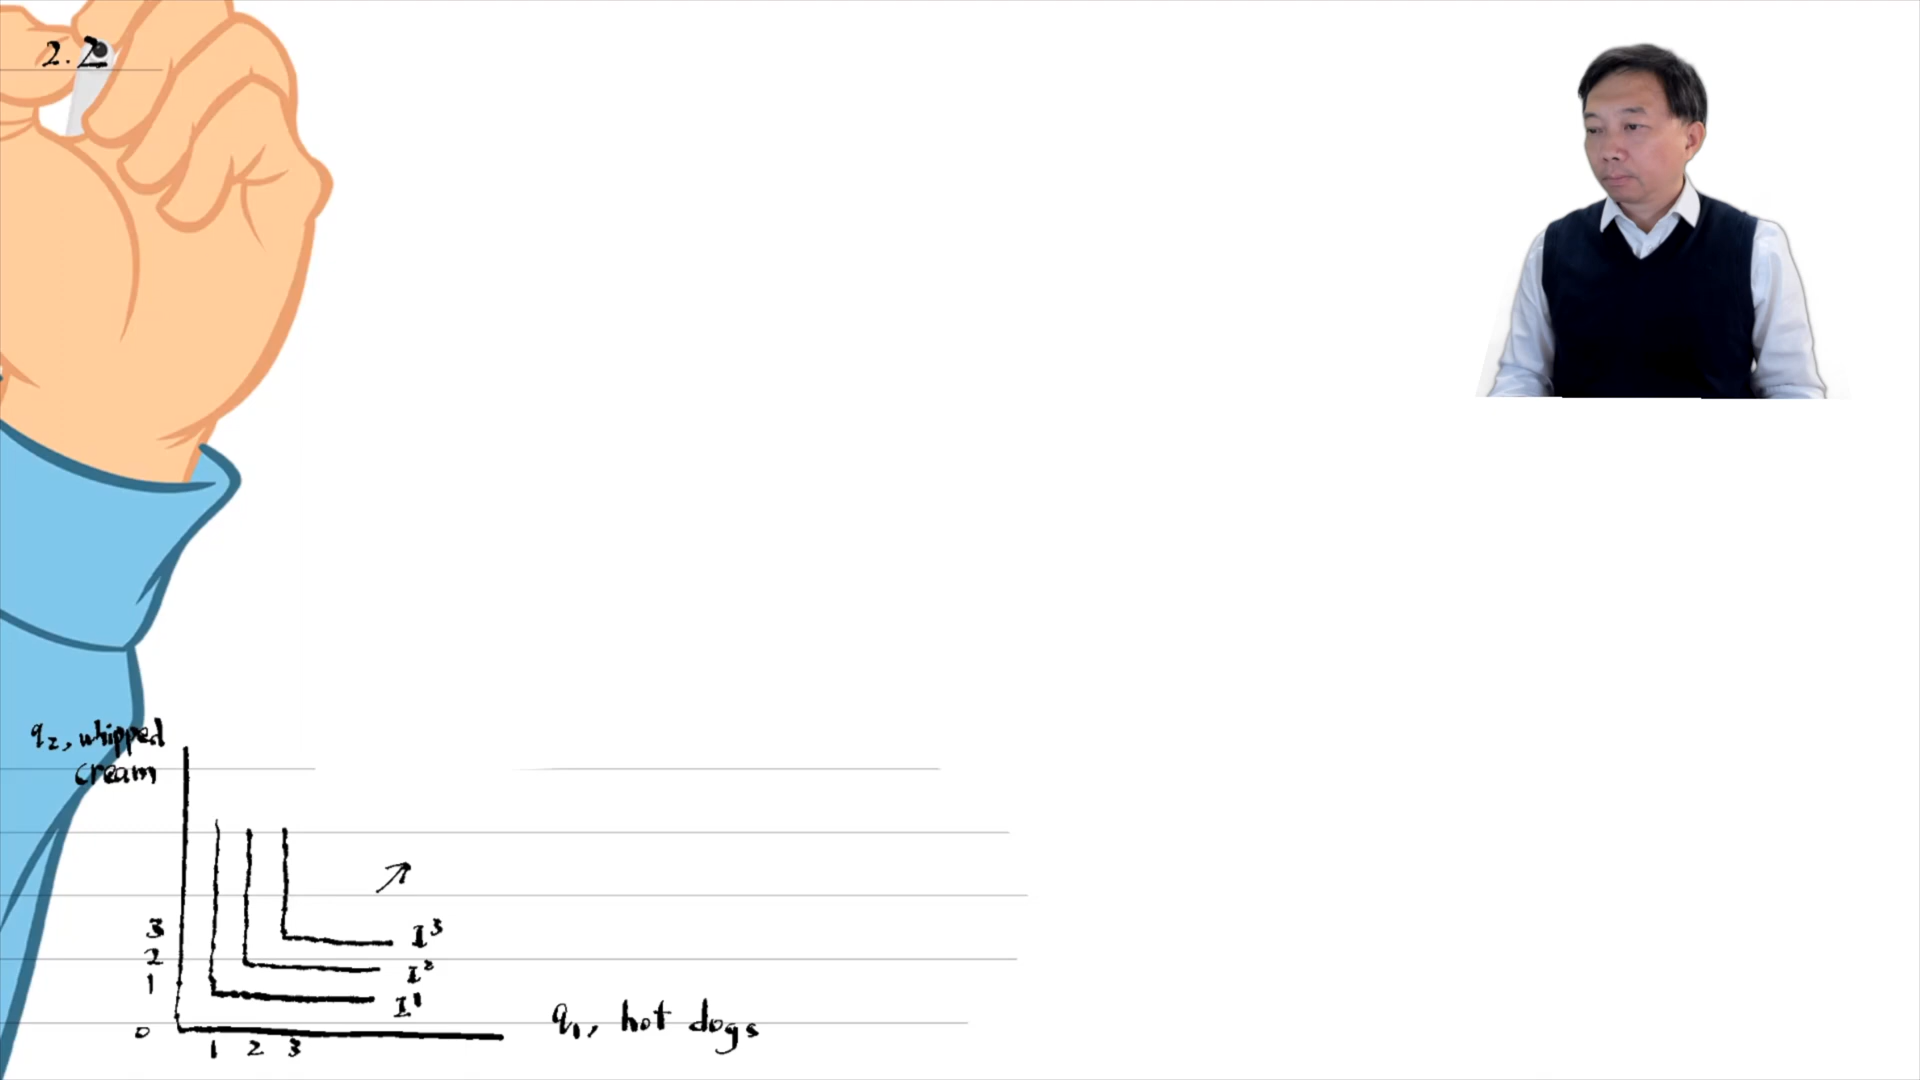 2.2
q₂, whipped
cream
3
2
1
0
I³
I²
I¹
1 2 3
q₁, hot dogs